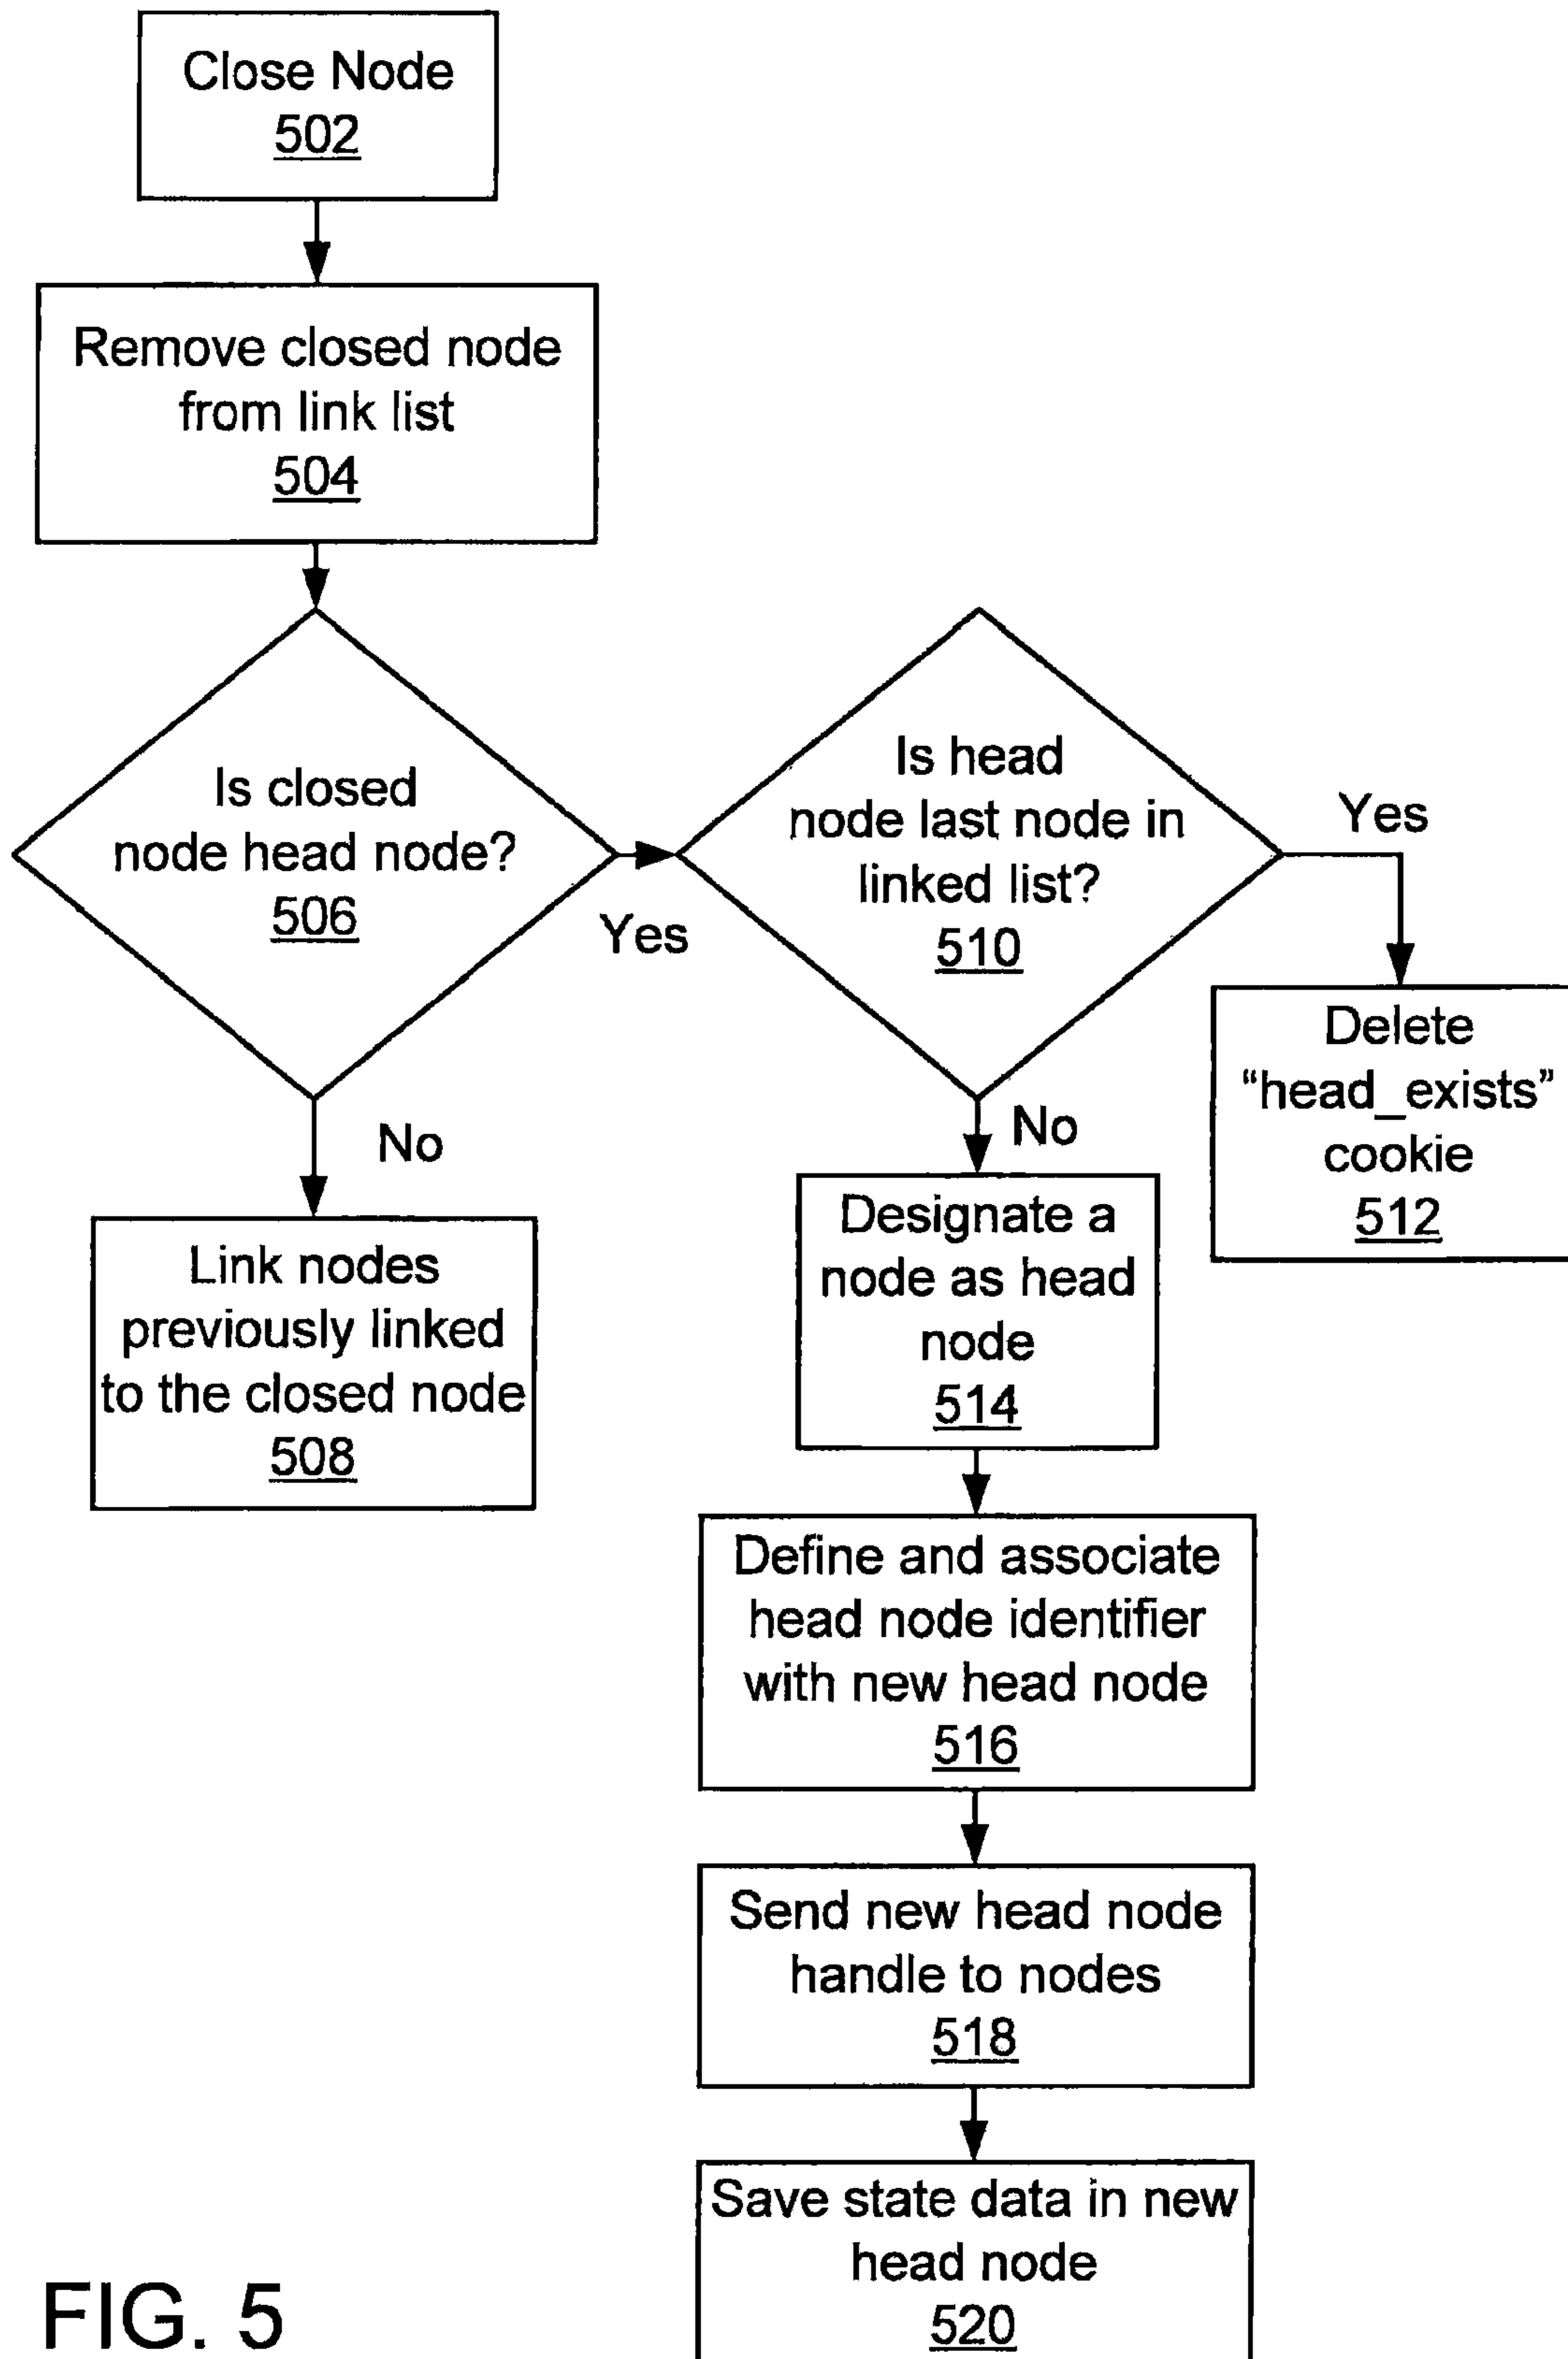 Close Node
502
Remove closed node
from link list
504
Is closed
node head node?
506
Yes
No
Link nodes
previously linked
to the closed node
508
Is head
node last node in
linked list?
510
Yes
Delete
“head_exists”
cookie
512
No
Designate a
node as head
node
514
Define and associate
head node identifier
with new head node
516
Send new head node
handle to nodes
518
Save state data in new
head node
520
FIG. 5